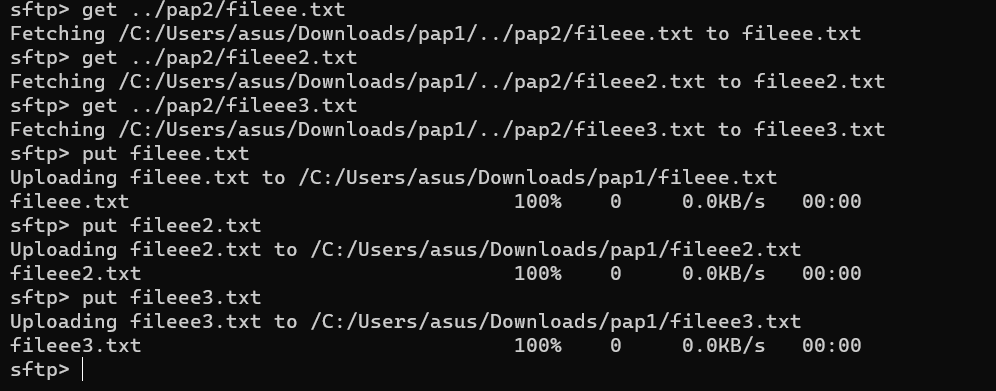 sftp> get ../pap2/fileee.txt
Fetching /C:/Users/asus/Downloads/pap1/../pap2/fileee.txt to fileee.txt
sftp> get ../pap2/fileee2.txt
Fetching /C:/Users/asus/Downloads/pap1/../pap2/fileee2.txt to fileee2.txt
sftp> get ../pap2/fileee3.txt
Fetching /C:/Users/asus/Downloads/pap1/../pap2/fileee3.txt to fileee3.txt
sftp> put fileee.txt
Uploading fileee.txt to /C:/Users/asus/Downloads/pap1/fileee.txt
fileee.txt 100% 0 0.0KB/s 00:00
sftp> put fileee2.txt
Uploading fileee2.txt to /C:/Users/asus/Downloads/pap1/fileee2.txt
fileee2.txt 100% 0 0.0KB/s 00:00
sftp> put fileee3.txt
Uploading fileee3.txt to /C:/Users/asus/Downloads/pap1/fileee3.txt
fileee3.txt 100% 0 0.0KB/s 00:00
sftp>